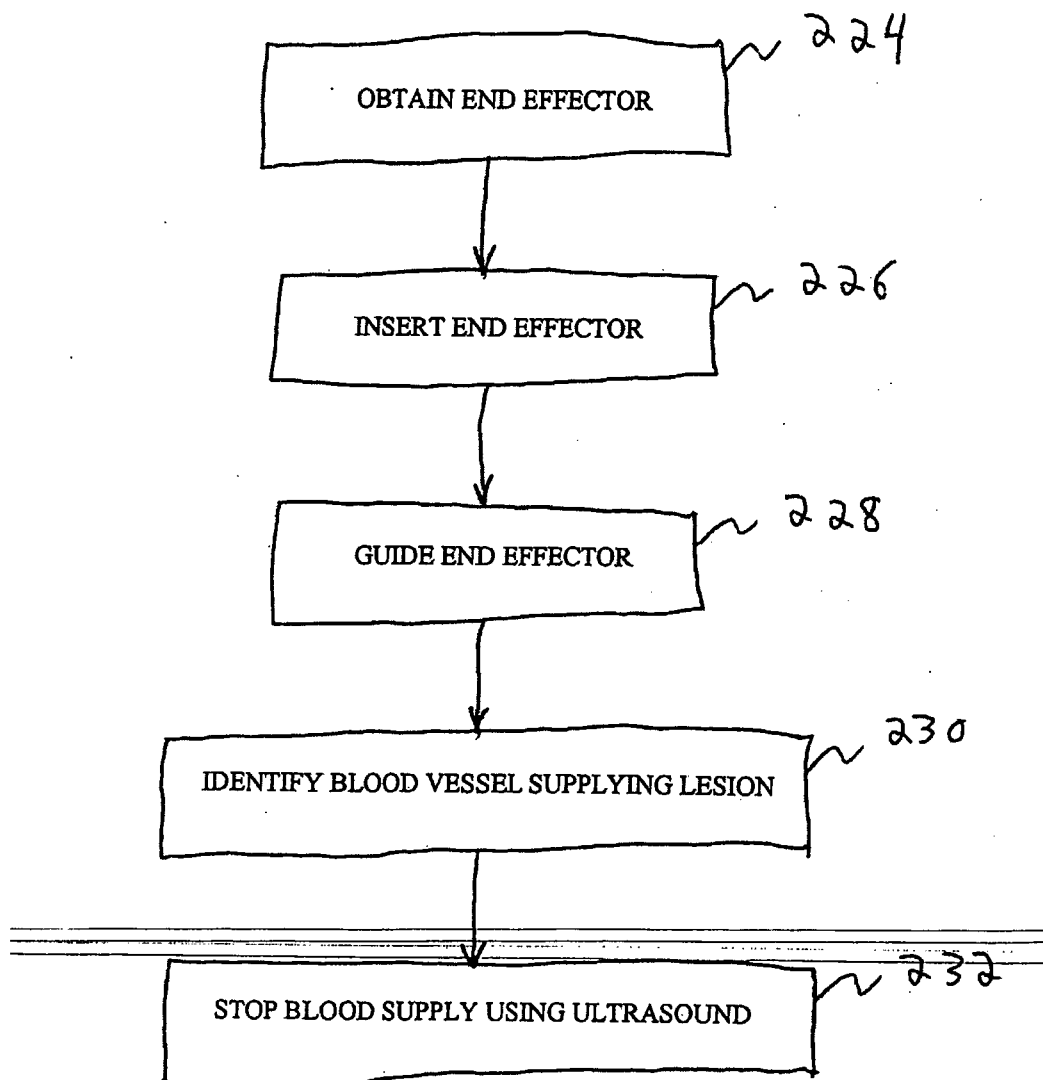 224
OBTAIN END EFFECTOR
226
INSERT END EFFECTOR
228
GUIDE END EFFECTOR
230
IDENTIFY BLOOD VESSEL SUPPLYING LESION
232
STOP BLOOD SUPPLY USING ULTRASOUND